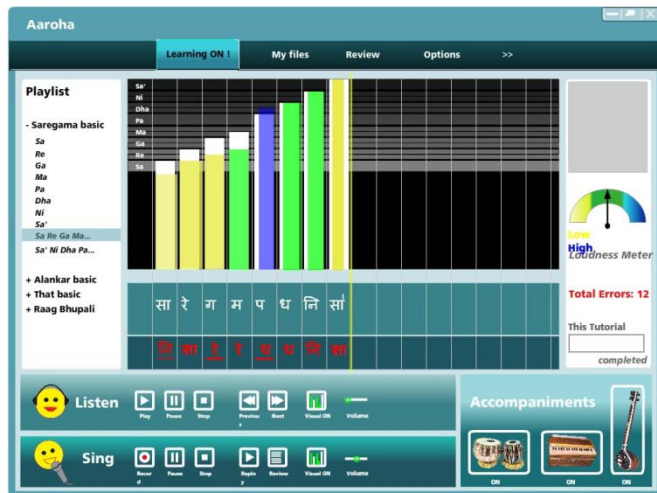 Aaroha
Learning ON ! My files Review Options >>
Playlist
- Saregama basic
Sa
Re
Ga
Ma
Pa
Dha
Ni
Sa'
Sa Re Ga Ma...
Sa' Ni Dha Pa...
+ Alankar basic
+ That basic
+ Raag Bhupali
Sa'
Ni
Dha
Pa
Ma
Ga
Re
Sa
सा रे ग म प ध नि सां
नि सा रे रे ध ध नि सा
Low
High
Loudness Meter
Total Errors: 12
This Tutorial
completed
Listen
Play Pause Stop Previous Next Visual ON Volume
Sing
Record Pause Stop Replay Review Visual ON Volume
Accompaniments
ON ON ON